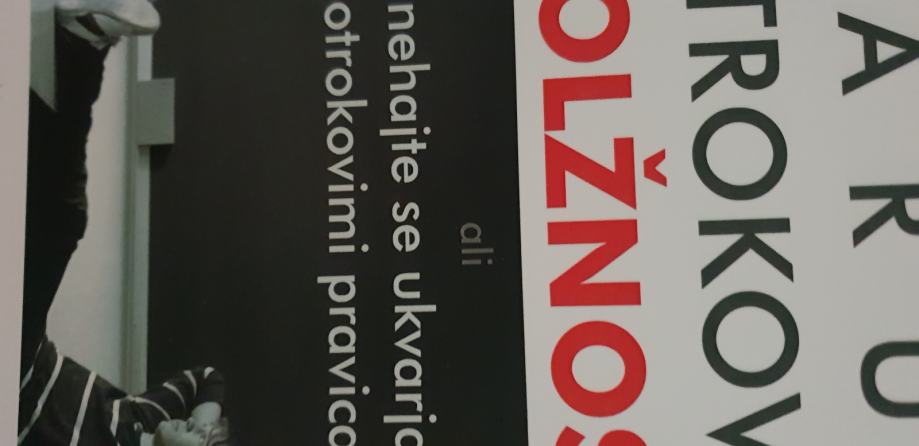 A R U
TROKOV
OLŽNOS
ali
nehajte se ukvarja
otrokovimi pravico